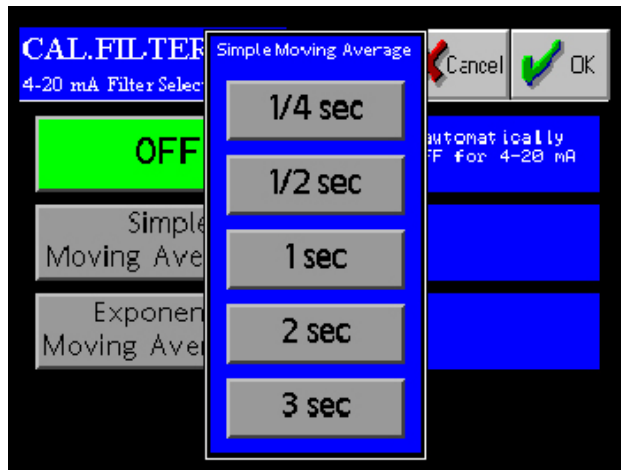 CAL.FILTER
4-20 mA Filter Selec
Simple Moving Average
Cancel
OK
1/4 sec
1/2 sec
1 sec
2 sec
3 sec
OFF
automatically
FF for 4-20 mA
Simple
Moving Ave
Exponen
Moving Aver